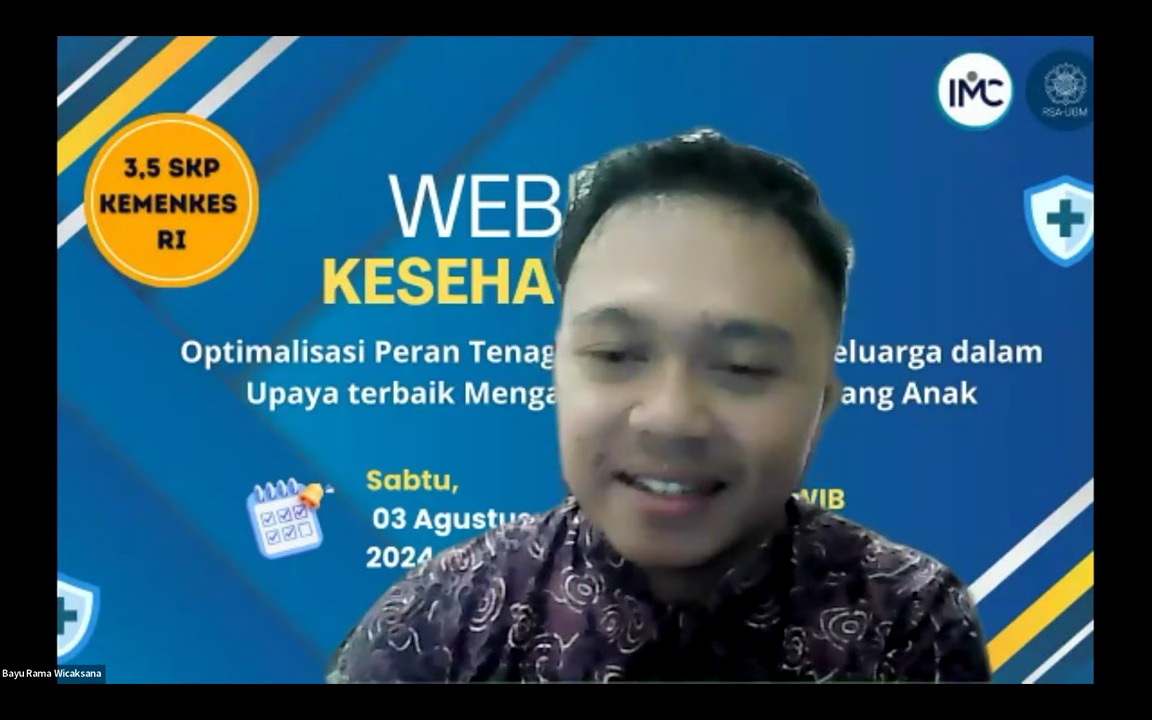 IMC
RSA-UGM
3,5 SKP
KEMENKES
RI
WEB
KESEHA
Optimalisasi Peran Tenag eluarga dalam
Upaya terbaik Menga ang Anak
Sabtu,
WIB
03 Agustus
2024
Bayu Rama Wicaksana